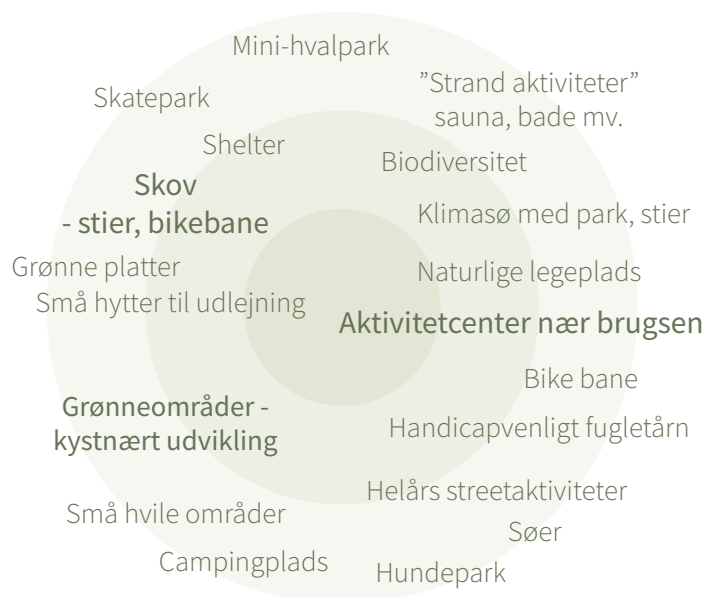 Mini-hvalpark
”Strand aktiviteter”
sauna, bade mv.
Skatepark
Shelter
Biodiversitet
Skov
- stier, bikebane
Klimasø med park, stier
Grønne platter
Naturlige legeplads
Små hytter til udlejning
Aktivitetcenter nær brugsen
Bike bane
Grønneområder -
kystnært udvikling
Handicapvenligt fugletårn
Helårs streetaktiviteter
Små hvile områder
Søer
Campingplads
Hundepark